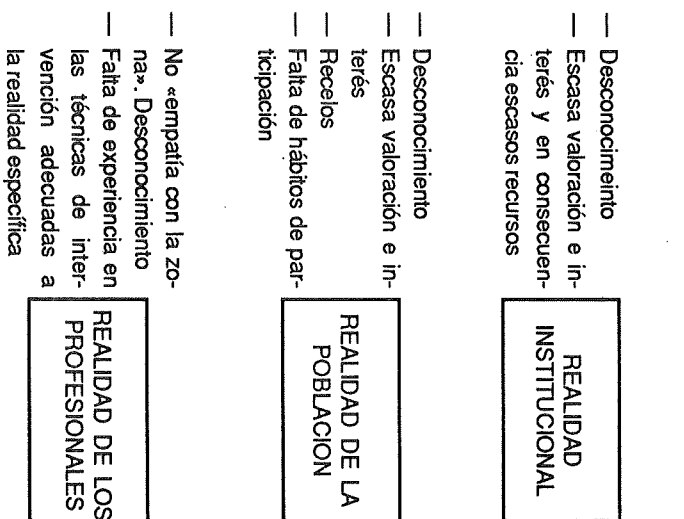 — Desconocimeinto
— Escasa valoración e in-
terés y en consecuen-
cia escasos recursos
REALIDAD
INSTITUCIONAL
— Desconocimiento
— Escasa valoración e in-
terés
— Recelos
— Falta de hábitos de par-
ticipación
REALIDAD DE LA
POBLACION
— No «empatía con la zo-
na». Desconocimiento
— Falta de experiencia en
las técnicas de inter-
vención adecuadas a
la realidad específica
REALIDAD DE LOS
PROFESIONALES